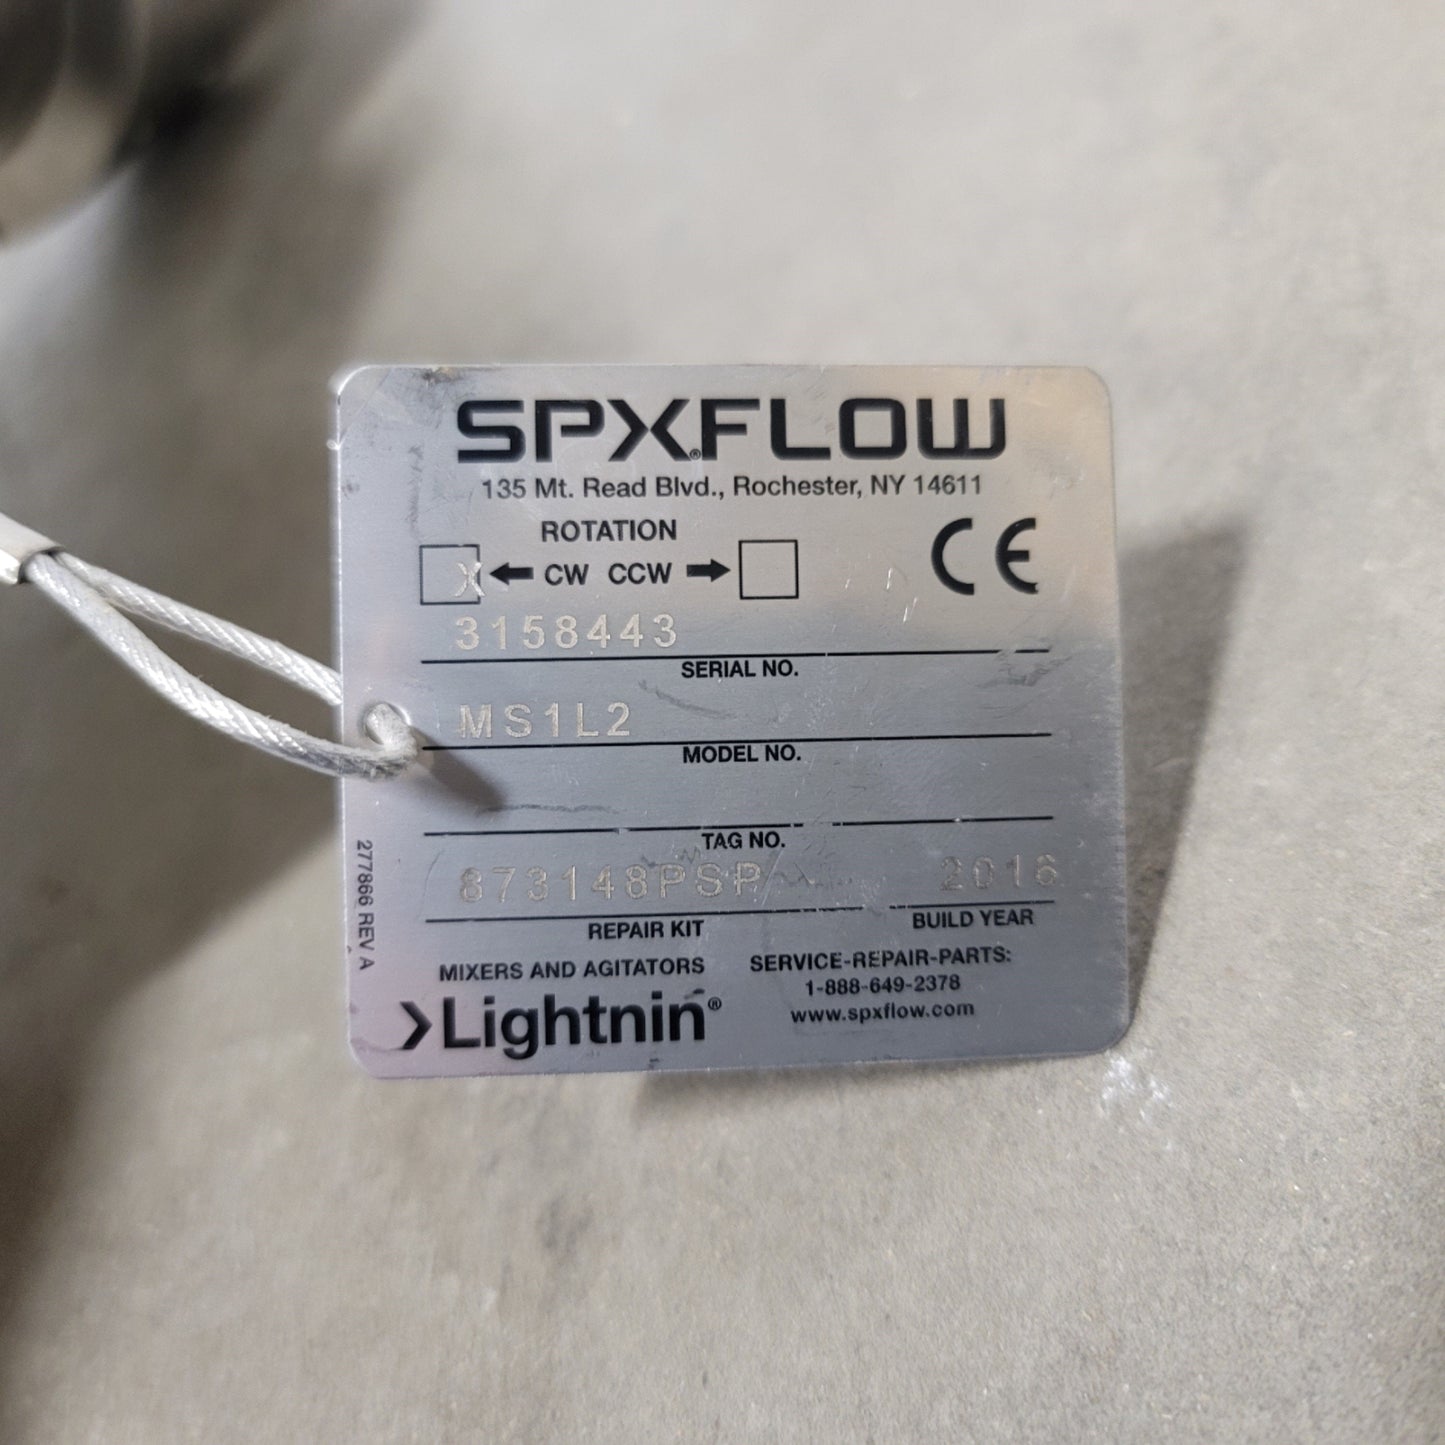 SPXFLOW®
135 Mt. Read Blvd., Rochester, NY 14611
ROTATION
X ← CW CCW →
CE
3158443
SERIAL NO.
MS1L2
MODEL NO.
TAG NO.
873148PSP 2016
REPAIR KIT BUILD YEAR
MIXERS AND AGITATORS
Lightnin®
SERVICE-REPAIR-PARTS:
1-888-649-2378
www.spxflow.com
277866 REV A